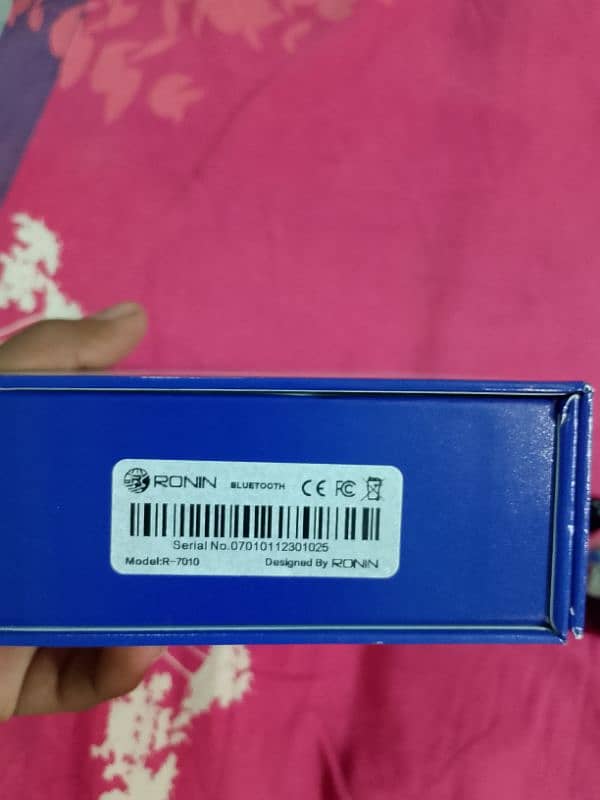 RONIN BLUETOOTH CE FC
Serial No.07010112301025
Model:R-7010 Designed By RONIN